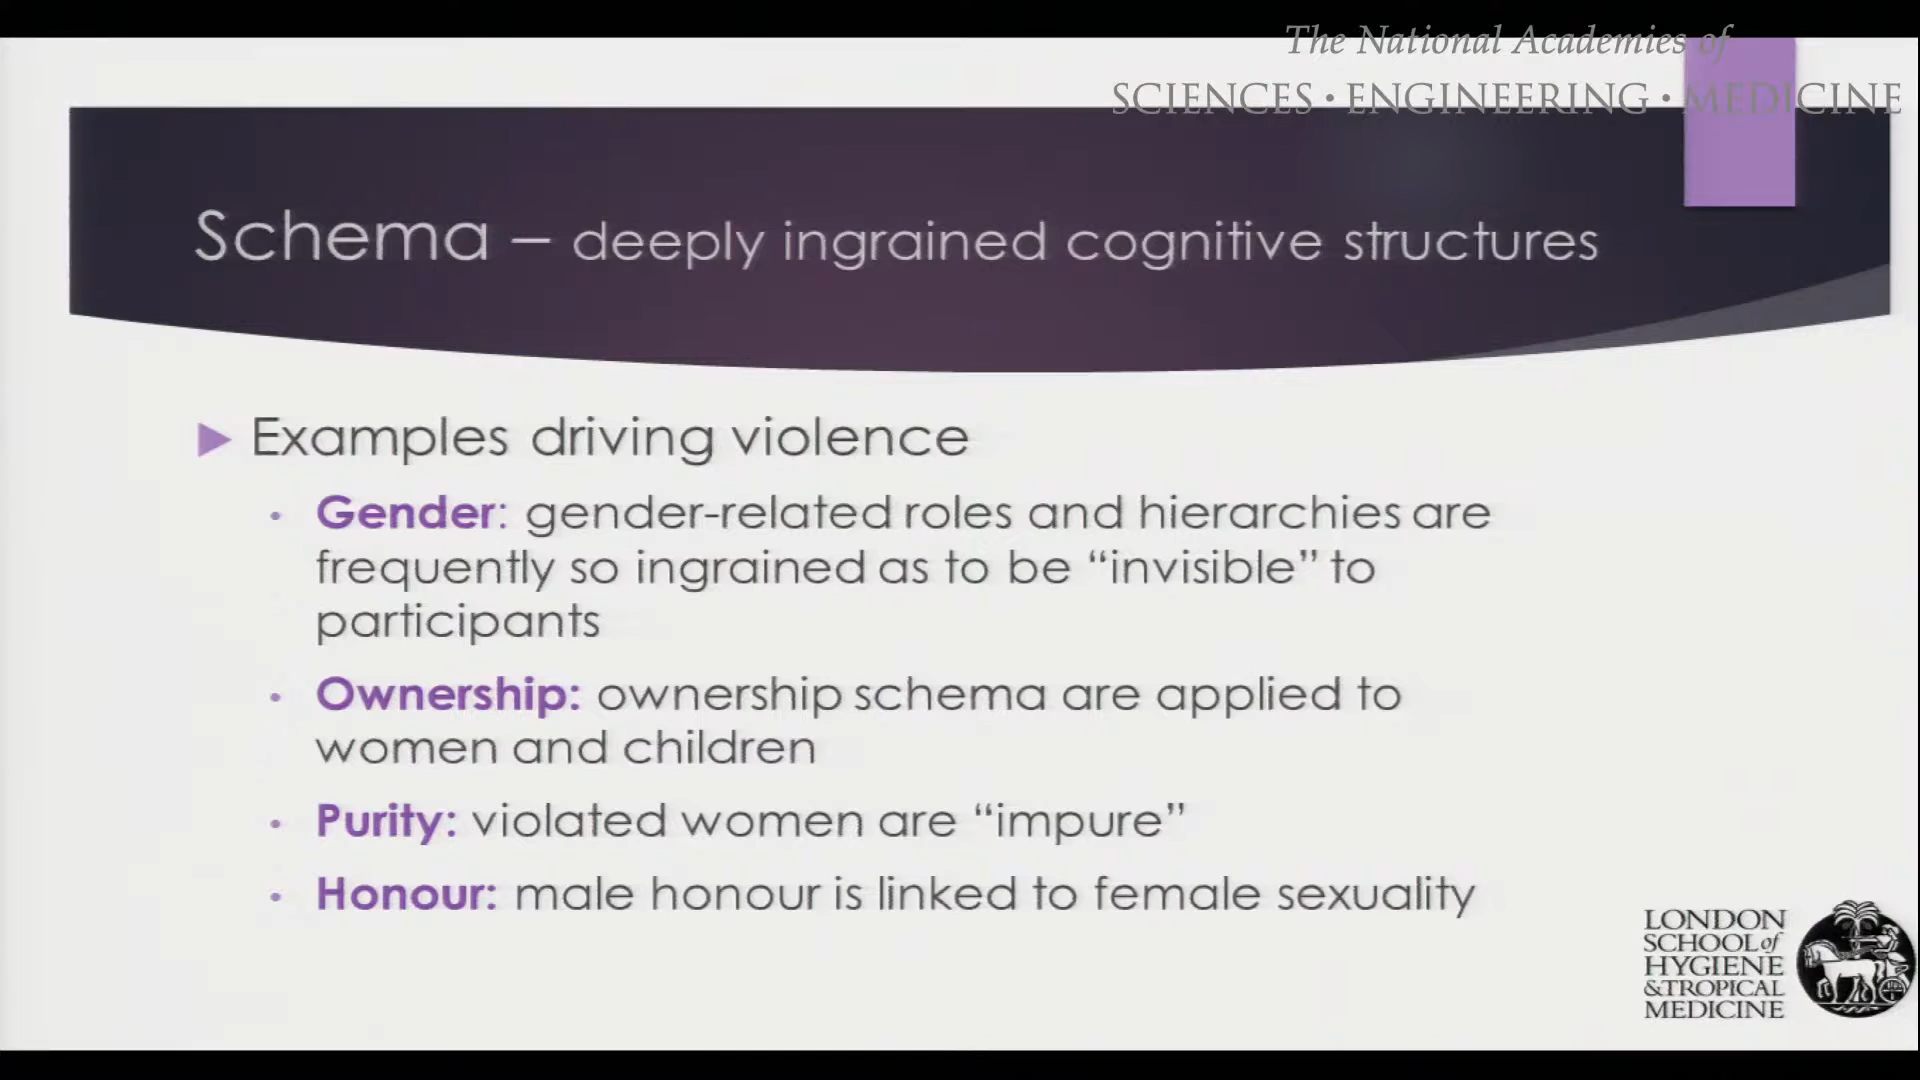 The National Academies of
SCIENCES • ENGINEERING • MEDICINE
Schema – deeply ingrained cognitive structures
Examples driving violence
Gender: gender-related roles and hierarchies are
frequently so ingrained as to be “invisible” to
participants
Ownership: ownership schema are applied to
women and children
Purity: violated women are “impure”
Honour: male honour is linked to female sexuality
LONDON
SCHOOL of
HYGIENE
& TROPICAL
MEDICINE